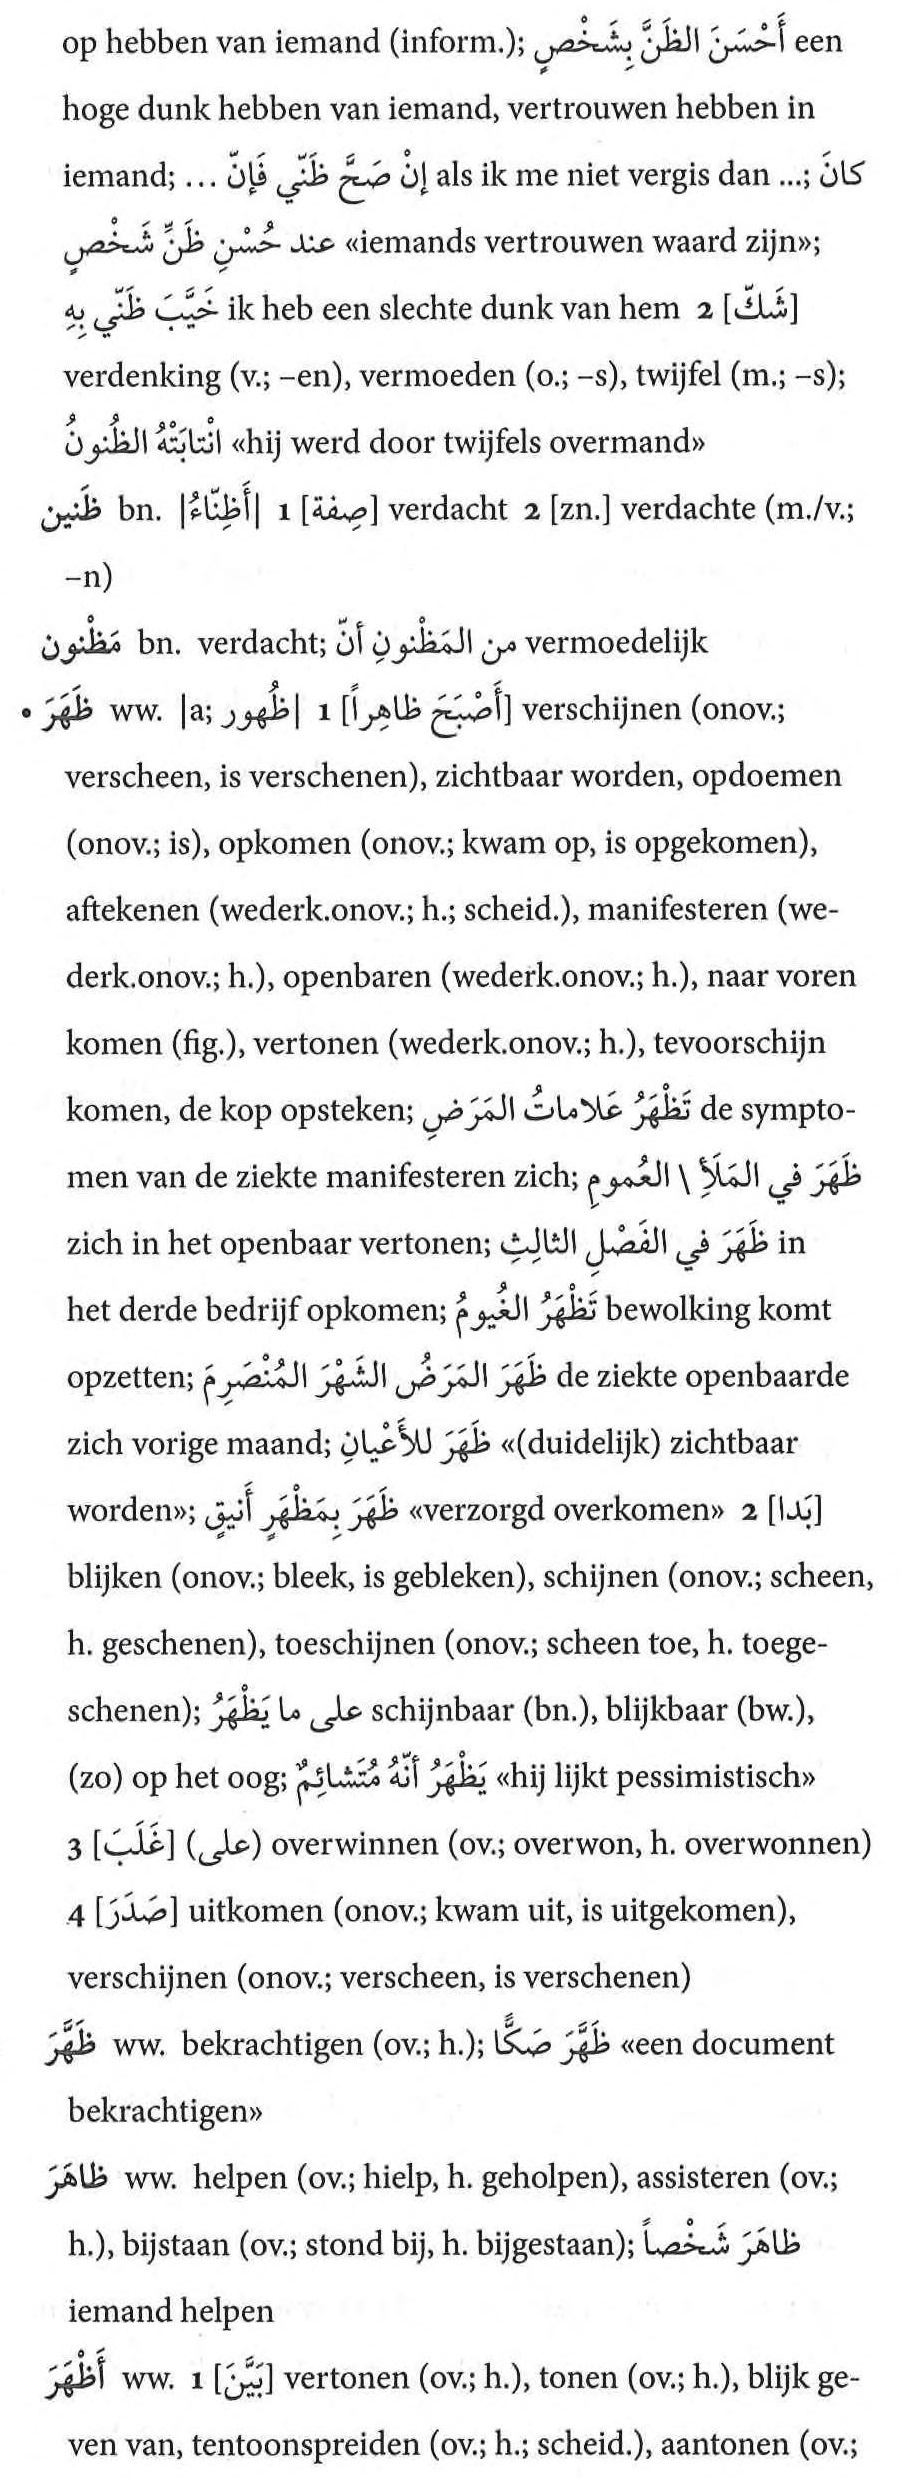 op hebben van iemand (inform.); أَحْسَنَ الظَنَّ بِشَخْصٍ een
hoge dunk hebben van iemand, vertrouwen hebben in
iemand; إنْ صَحَّ ظَنّي فَإنّ ... als ik me niet vergis dan ...; كانَ
عند حُسْنِ ظَنِّ شَخْصٍ «iemands vertrouwen waard zijn»;
خَيَّبَ ظَنّي بِهِ ik heb een slechte dunk van hem 2 [شَكّ]
verdenking (v.; –en), vermoeden (o.; –s), twijfel (m.; –s);
انْتابَتْهُ الظُنونُ «hij werd door twijfels overmand»
ظَنين bn. |أَظِنّاءُ| 1 [صِفة] verdacht 2 [zn.] verdachte (m./v.;
–n)
مَظْنون bn. verdacht; من المَظْنونِ أنّ vermoedelijk
• ظَهَرَ ww. |a; ظُهور| 1 [أَصْبَحَ ظاهِراً] verschijnen (onov.;
verscheen, is verschenen), zichtbaar worden, opdoemen
(onov.; is), opkomen (onov.; kwam op, is opgekomen),
aftekenen (wederk.onov.; h.; scheid.), manifesteren (we-
derk.onov.; h.), openbaren (wederk.onov.; h.), naar voren
komen (fig.), vertonen (wederk.onov.; h.), tevoorschijn
komen, de kop opsteken; تَظْهَرُ عَلاماتُ المَرَضِ de sympto-
men van de ziekte manifesteren zich; ظَهَرَ في المَلَأِ \ العُمومِ
zich in het openbaar vertonen; ظَهَرَ في الفَصْلِ الثالِثِ in
het derde bedrijf opkomen; تَظْهَرُ الغُيومُ bewolking komt
opzetten; ظَهَرَ المَرَضُ الشَهْرَ المُنْصَرِمَ de ziekte openbaarde
zich vorige maand; ظَهَرَ للأَعْيانِ «(duidelijk) zichtbaar
worden»; ظَهَرَ بِمَظْهَرٍ أَنيقٍ «verzorgd overkomen» 2 [بَدا]
blijken (onov.; bleek, is gebleken), schijnen (onov.; scheen,
h. geschenen), toeschijnen (onov.; scheen toe, h. toege-
schenen); على ما يَظْهَرُ schijnbaar (bn.), blijkbaar (bw.),
(zo) op het oog; يَظْهَرُ أنّهُ مُتَشائِمٌ «hij lijkt pessimistisch»
3 [غَلَبَ] (على) overwinnen (ov.; overwon, h. overwonnen)
4 [صَدَرَ] uitkomen (onov.; kwam uit, is uitgekomen),
verschijnen (onov.; verscheen, is verschenen)
ظَهَّرَ ww. bekrachtigen (ov.; h.); ظَهَّرَ صَكًّا «een document
bekrachtigen»
ظاهَرَ ww. helpen (ov.; hielp, h. geholpen), assisteren (ov.;
h.), bijstaan (ov.; stond bij, h. bijgestaan); ظاهَرَ شَخْصاً
iemand helpen
أَظْهَرَ ww. 1 [بَيَّنَ] vertonen (ov.; h.), tonen (ov.; h.), blijk ge-
ven van, tentoonspreiden (ov.; h.; scheid.), aantonen (ov.;